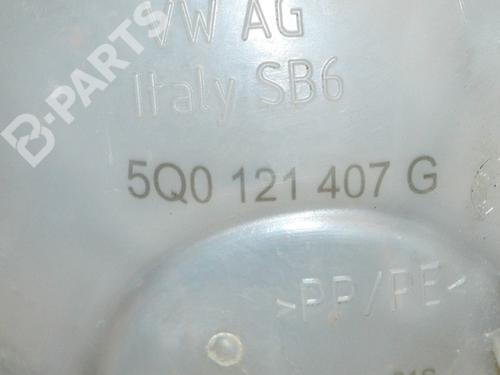 VW AG
Italy SB6
5Q0 121 407 G
>PP/PE<
B-PARTS